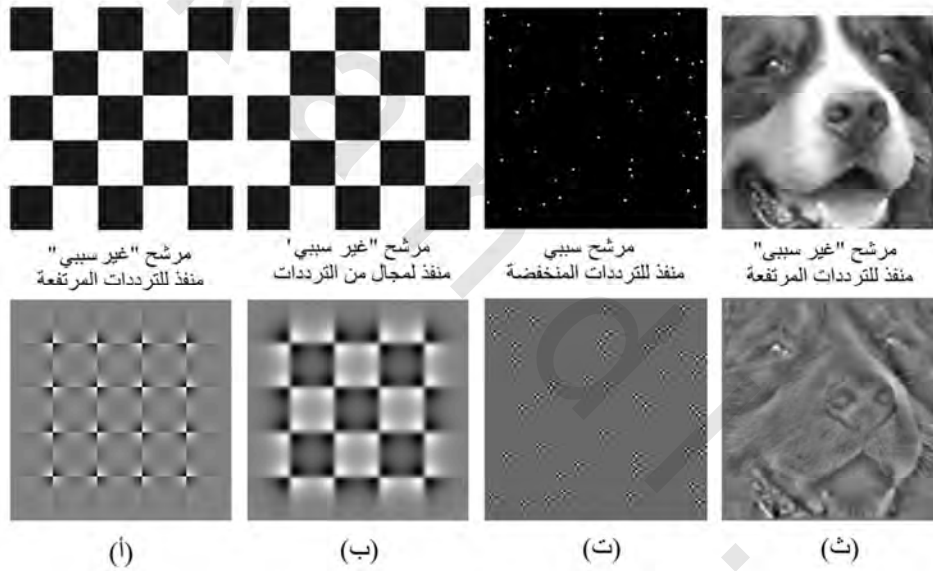 مرشح "غير سببي"
منفذ للترددات المرتفعة
مرشح "غير سببي'
منفذ لمجال من الترددات
مرشح سببي
منفذ للترددات المنخفضة
مرشح "غير سببى"
منفذ للترددات المرتفعة
(أ)
(ب)
(ت)
(ث)